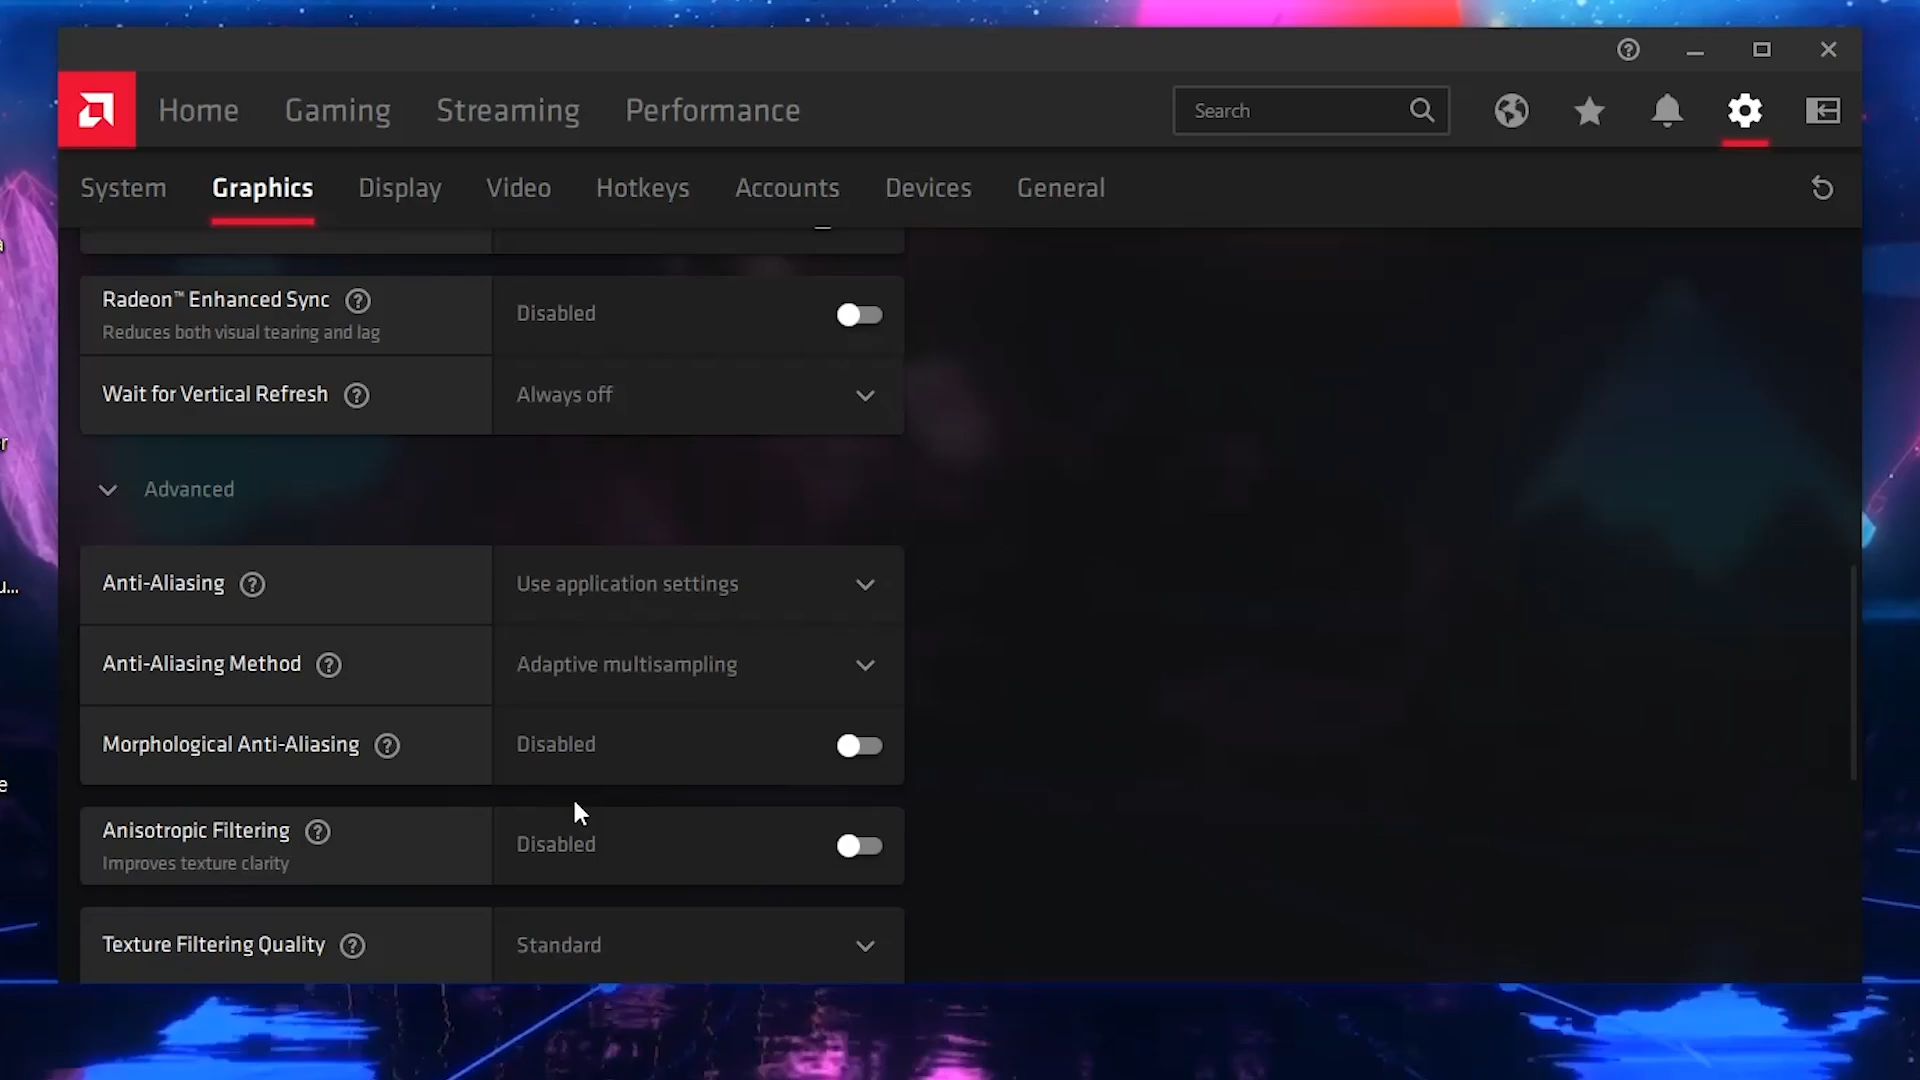 Home Gaming Streaming Performance Search
System Graphics Display Video Hotkeys Accounts Devices General
Radeon™ Enhanced Sync Disabled
Reduces both visual tearing and lag
Wait for Vertical Refresh Always off
Advanced
Anti-Aliasing Use application settings
Anti-Aliasing Method Adaptive multisampling
Morphological Anti-Aliasing Disabled
Anisotropic Filtering Disabled
Improves texture clarity
Texture Filtering Quality Standard